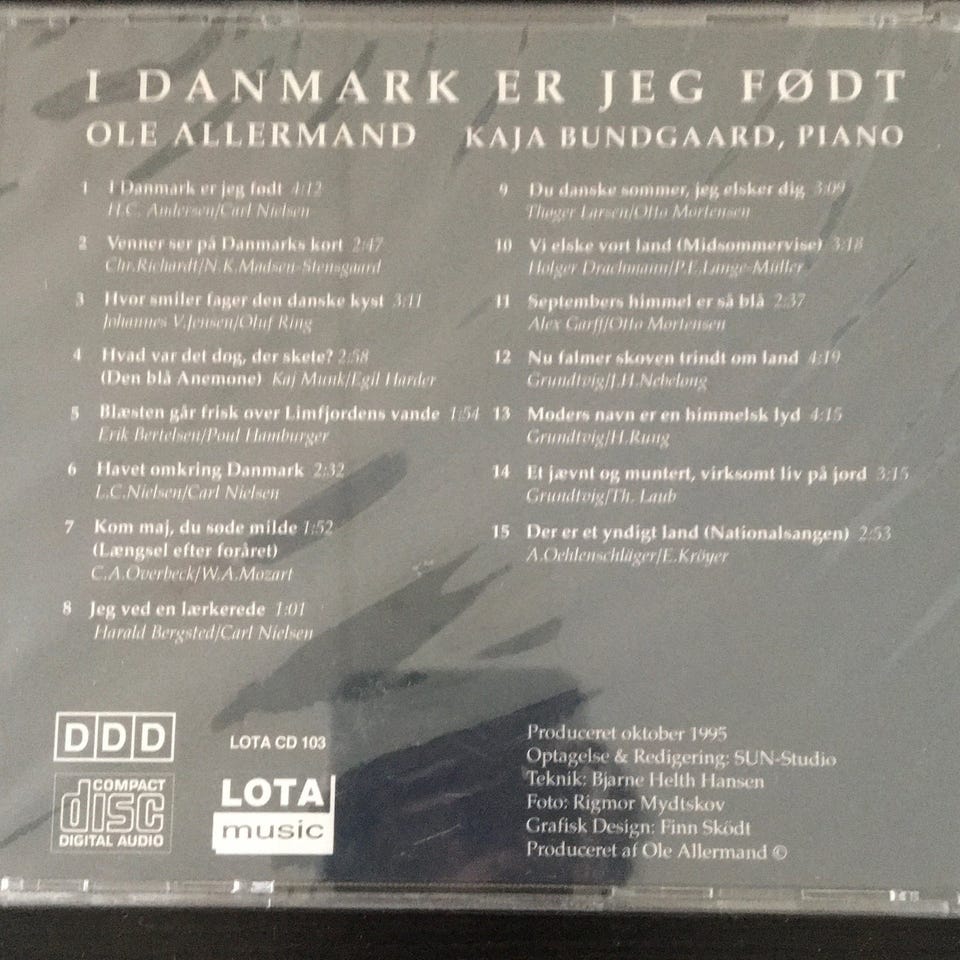 I DANMARK ER JEG FØDT
OLE ALLERMAND KAJA BUNDGAARD, PIANO
1 I Danmark er jeg født 4:12
H.C. Andersen/Carl Nielsen
2 Venner ser på Danmarks kort 2:47
Chr.Richardt/N.K.Madsen-Stensgaard
3 Hvor smiler fager den danske kyst 3:11
Johannes V.Jensen/Oluf Ring
4 Hvad var det dog, der skete? 2:58
(Den blå Anemone) Kaj Munk/Egil Harder
5 Blæsten går frisk over Limfjordens vande 1:54
Erik Bertelsen/Poul Hamburger
6 Havet omkring Danmark 2:32
L.C.Nielsen/Carl Nielsen
7 Kom maj, du søde milde 1:52
(Længsel efter foråret)
C.A.Overbeck/W.A.Mozart
8 Jeg ved en lærkerede 1:01
Harald Bergsted/Carl Nielsen
9 Du danske sommer, jeg elsker dig 3:09
Thøger Larsen/Otto Mortensen
10 Vi elske vort land (Midsommervise) 3:18
Holger Drachmann/P.E.Lange-Müller
11 Septembers himmel er så blå 2:37
Alex Garff/Otto Mortensen
12 Nu falmer skoven trindt om land 4:19
Grundtvig/J.H.Nebelong
13 Moders navn er en himmelsk lyd 4:15
Grundtvig/H.Rung
14 Et jævnt og muntert, virksomt liv på jord 3:15
Grundtvig/Th. Laub
15 Der er et yndigt land (Nationalsangen) 2:53
A.Oehlenschläger/E.Kröyer
DDD
LOTA CD 103
COMPACT
disc
DIGITAL AUDIO
LOTA
music
Produceret oktober 1995
Optagelse & Redigering: SUN-Studio
Teknik: Bjarne Helth Hansen
Foto: Rigmor Mydtskov
Grafisk Design: Finn Sködt
Produceret af Ole Allermand ©